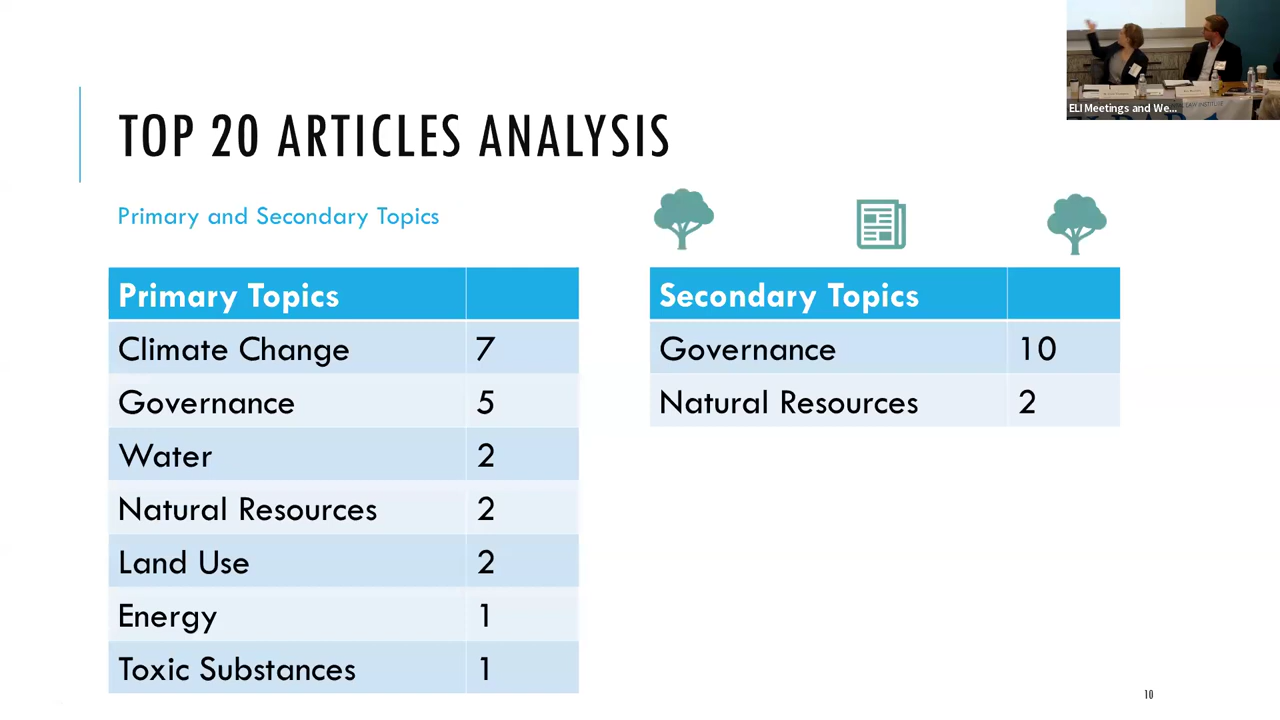 ELI Meetings and We...
LAW INSTITUTE
TOP 20 ARTICLES ANALYSIS
Primary and Secondary Topics
Primary Topics
Climate Change 7
Governance 5
Water 2
Natural Resources 2
Land Use 2
Energy 1
Toxic Substances 1
Secondary Topics
Governance 10
Natural Resources 2
10